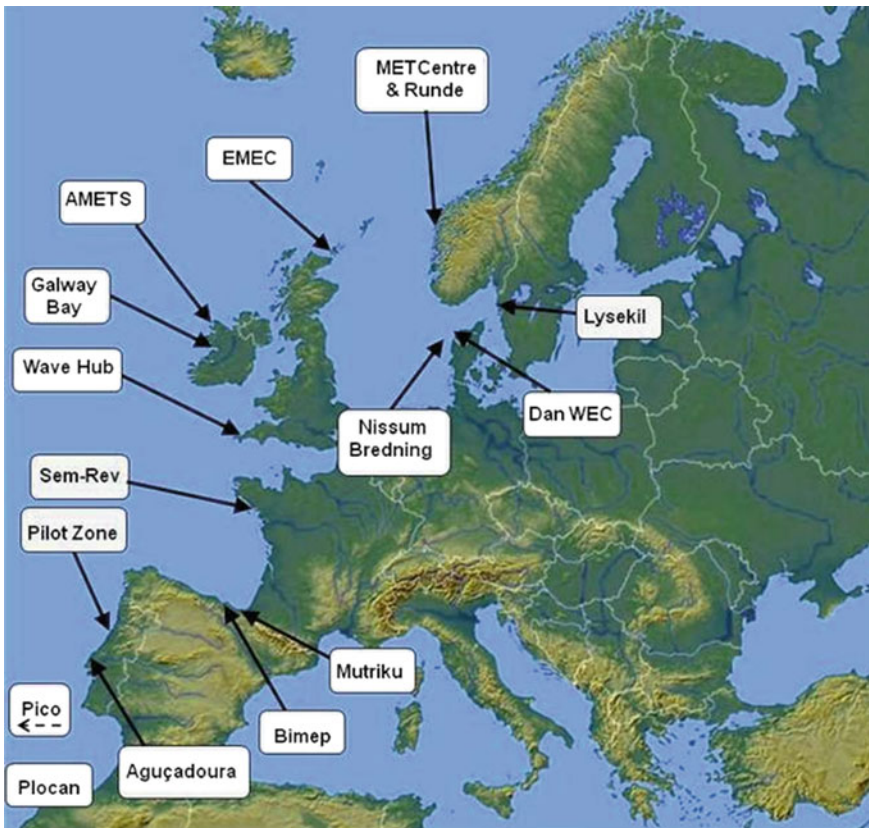 METCentre
& Runde
EMEC
AMETS
Galway
Bay
Wave Hub
Lysekil
Nissum
Bredning
Dan WEC
Sem-Rev
Pilot Zone
Mutriku
Pico
Bimep
Aguçadoura
Plocan